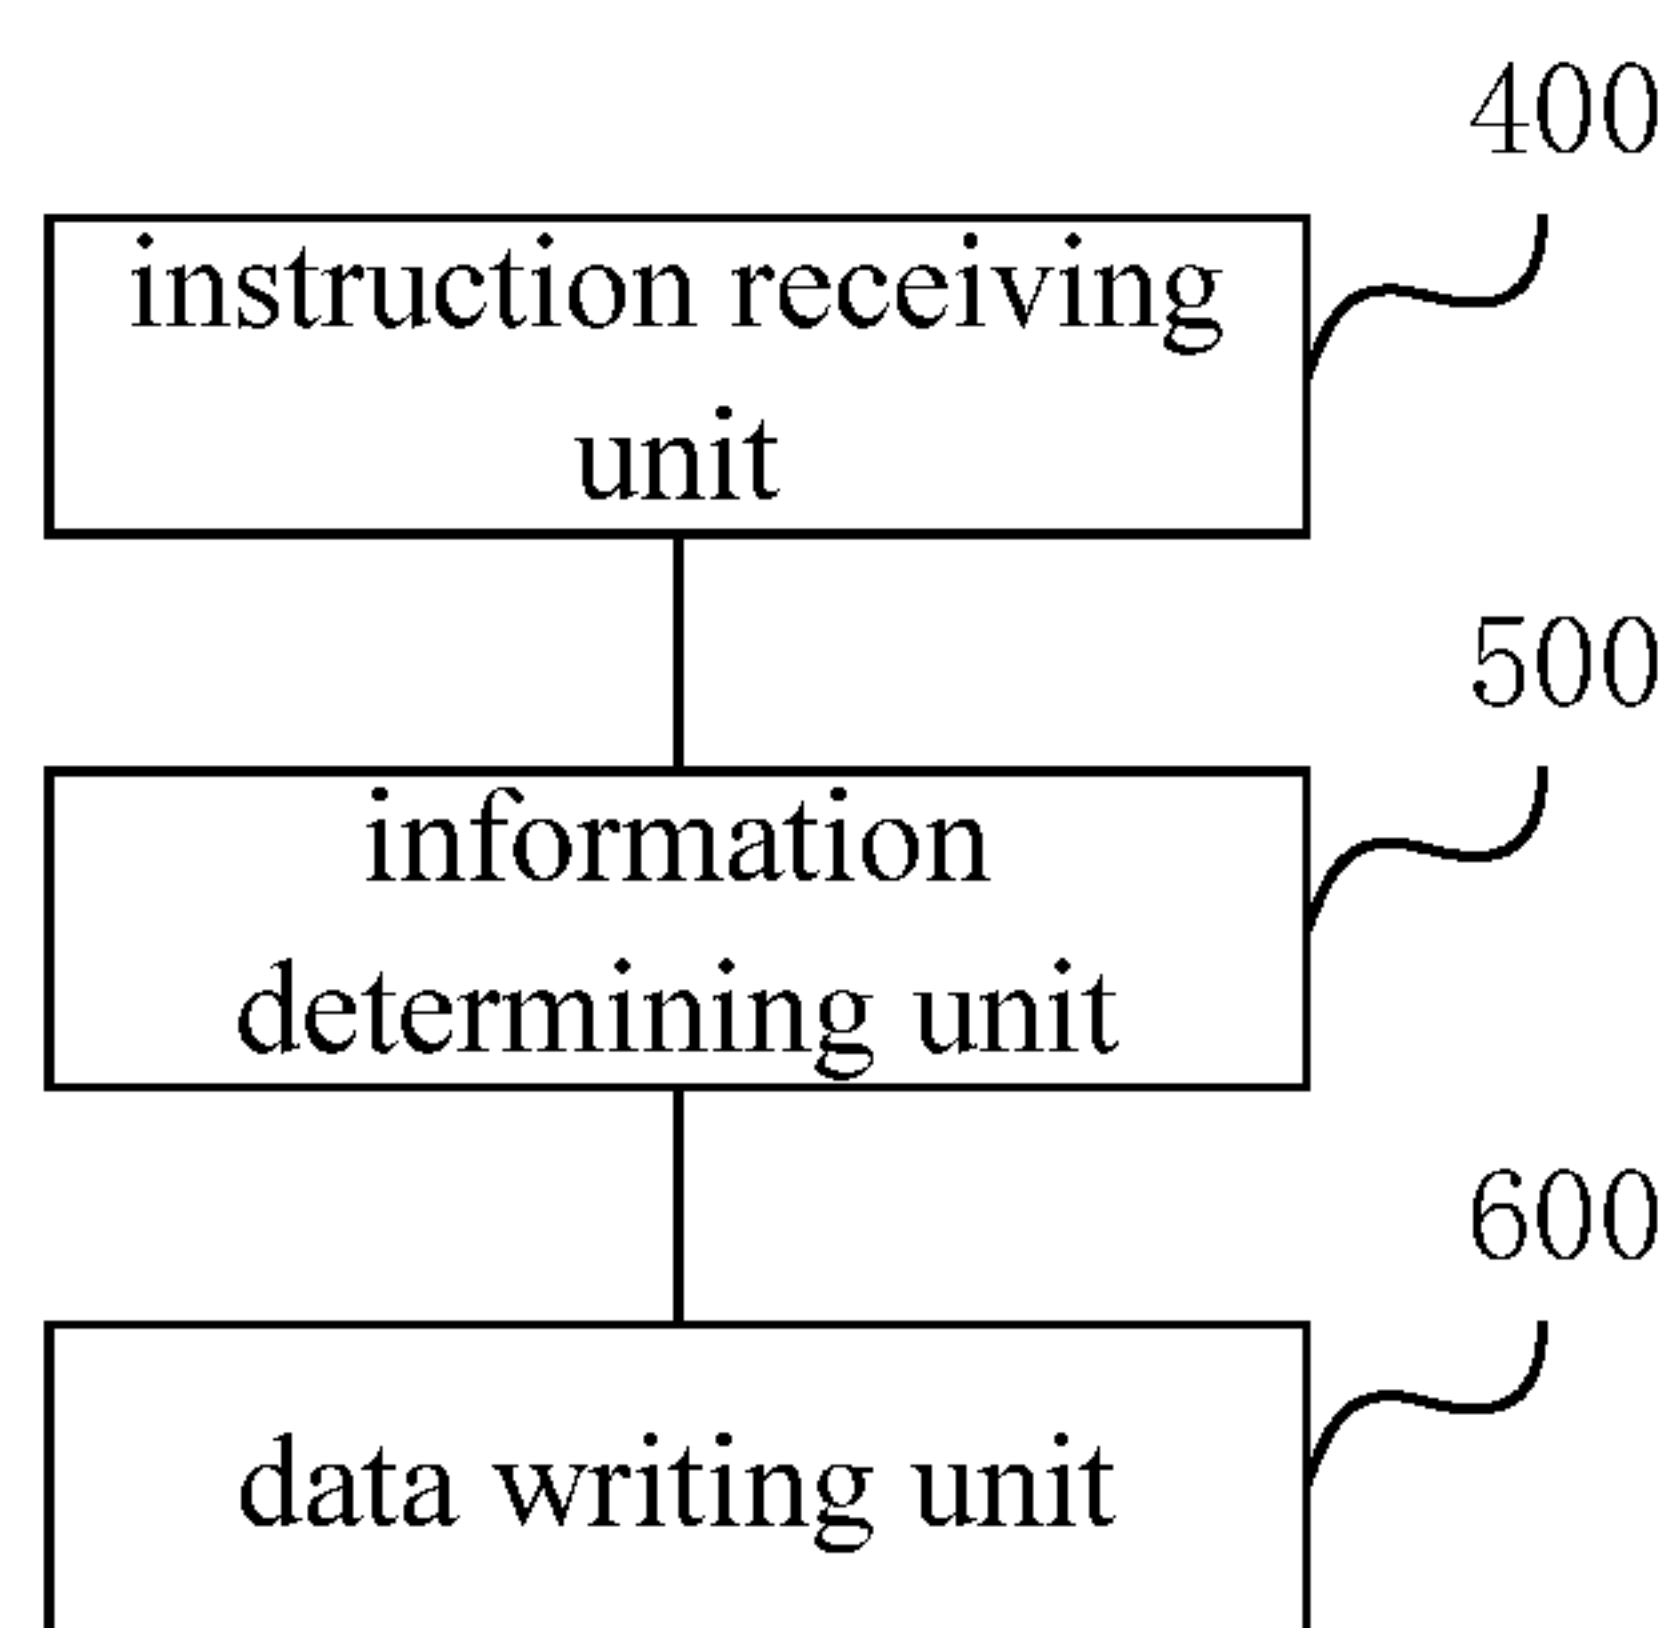 400
instruction receiving
unit
500
information
determining unit
600
data writing unit